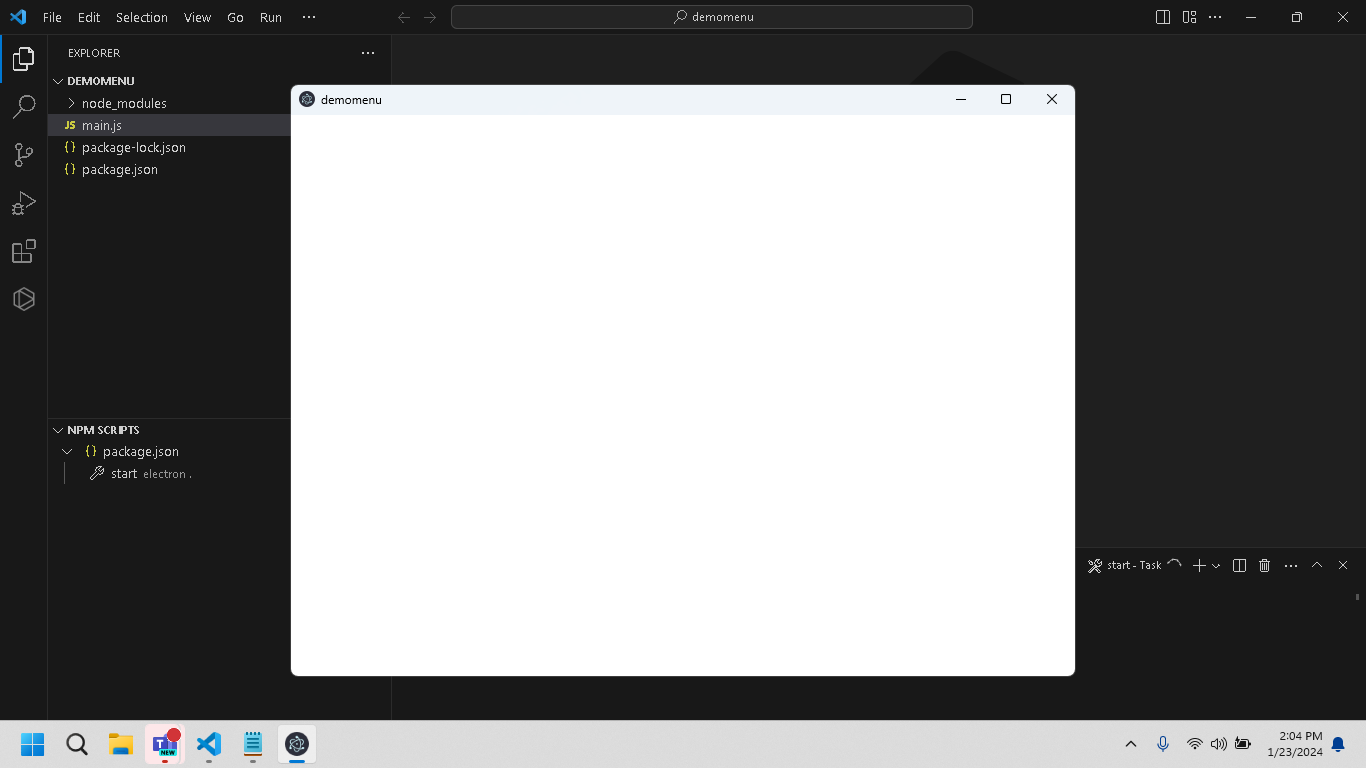 File Edit Selection View Go Run
demomenu
EXPLORER
DEMOMENU
node_modules
JS main.js
{} package-lock.json
{} package.json
demomenu
NPM SCRIPTS
{} package.json
start electron .
start - Task
T
NEW
2:04 PM
1/23/2024